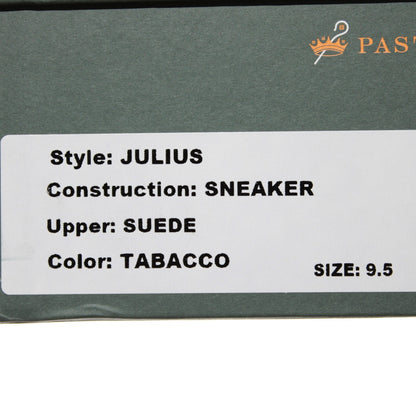 PAST
Style: JULIUS
Construction: SNEAKER
Upper: SUEDE
Color: TABACCO
SIZE: 9.5